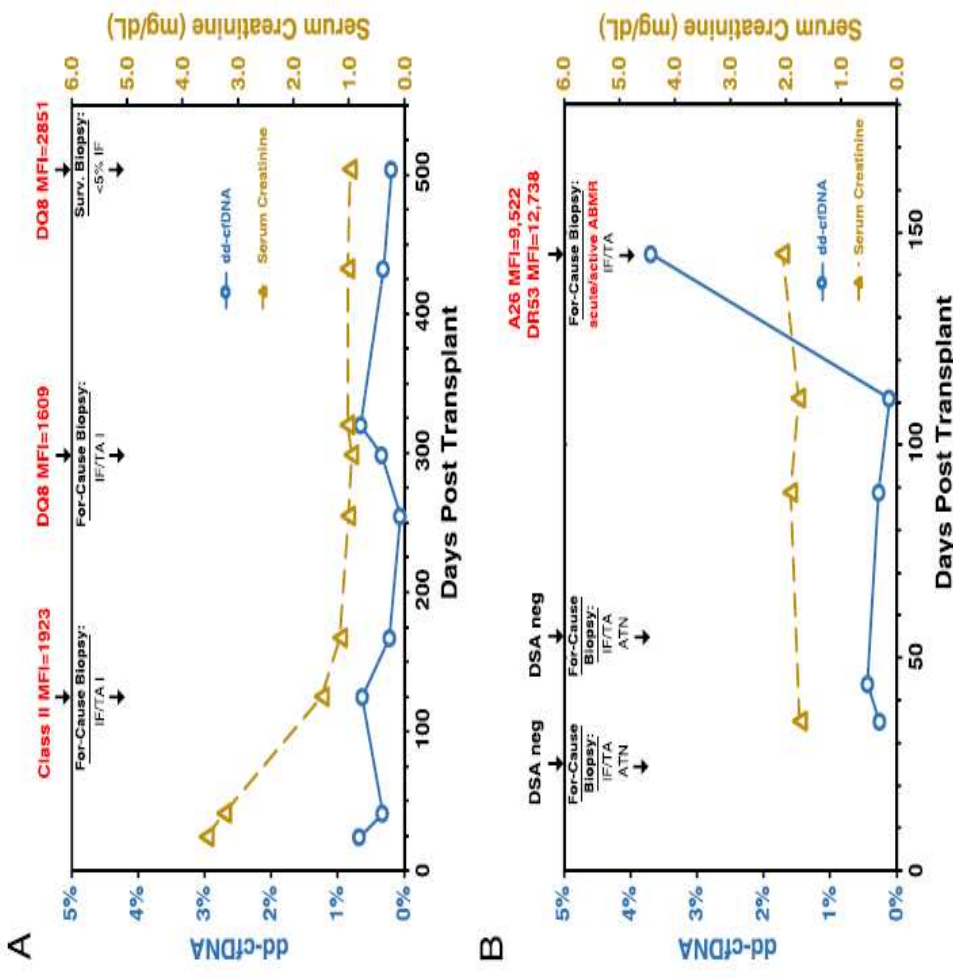 A
Class II MFI=1923
DQ8 MFI=1609
DQ8 MFI=2851
For-Cause Biopsy:
IF/TA I
For-Cause Biopsy:
IF/TA I
Surv. Biopsy:
<5% IF
dd-cfDNA
Serum Creatinine
5%
4%
3%
2%
1%
0%
dd-cfDNA
6.0
5.0
4.0
3.0
2.0
1.0
0.0
Serum Creatinine (mg/dL)
0
100
200
300
400
500
Days Post Transplant
B
DSA neg
DSA neg
A26 MFI=9,522
DR53 MFI=12,738
For-Cause
Biopsy:
IF/TA
ATN
For-Cause
Biopsy:
IF/TA
ATN
For-Cause Biopsy:
acute/active ABMR
IF/TA
dd-cfDNA
Serum Creatinine
5%
4%
3%
2%
1%
0%
dd-cfDNA
6.0
5.0
4.0
3.0
2.0
1.0
0.0
Serum Creatinine (mg/dL)
0
50
100
150
Days Post Transplant